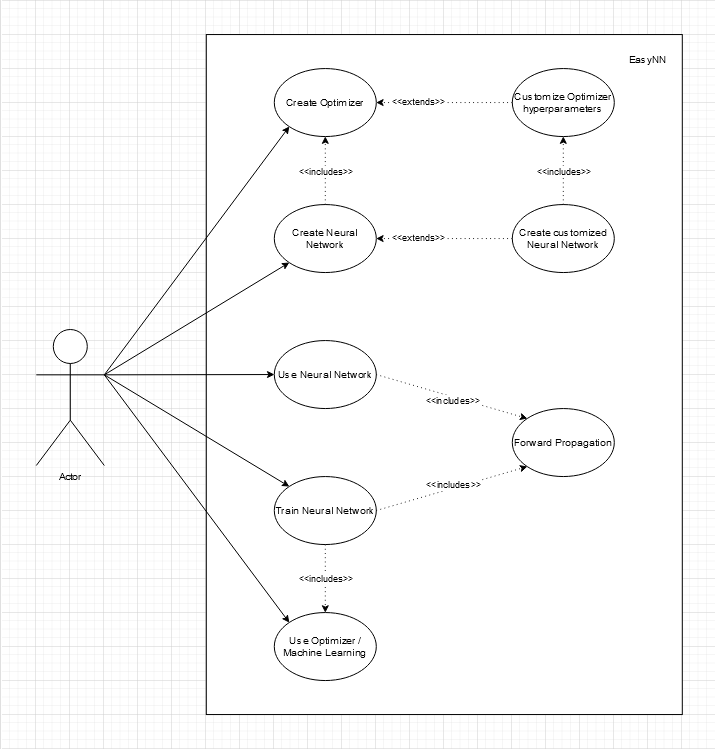 EasyNN
Create Optimizer
<<extends>>
Customize Optimizer
hyperparameters
<<includes>>
<<includes>>
Create Neural
Network
<<extends>>
Create customized
Neural Network
Use Neural Network
<<includes>>
Forward Propagation
Actor
<<includes>>
Train Neural Network
<<includes>>
Use Optimizer /
Machine Learning